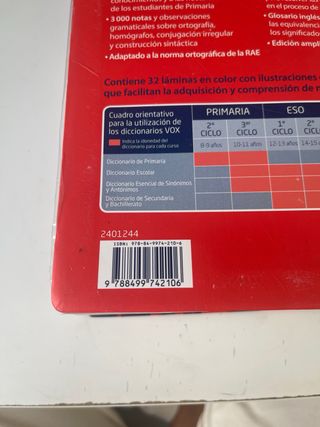 de los estudiantes de Primaria
• 3 000 notas y observaciones
gramaticales sobre ortografía,
homógrafos, conjugación irregular
y construcción sintáctica
• Adaptado a la norma ortográfica de la RAE
en el proceso de
• Glosario inglés
las equivalencia
los signific
• Edición ampli
Contiene 32 láminas en color con ilustraciones
que facilitan la adquisición y comprensión de
Cuadro orientativo
para la utilización de
los diccionarios VOX
Indica la idoneidad del
diccionario para cada curso
PRIMARIA
ESO
2º
CICLO
3er
CICLO
1º
CICLO
2º
CICLO
8-9 años
10-11 años
12-13 años
14-15
Diccionario de Primaria
Diccionario Escolar
Diccionario Esencial de Sinónimos
y Antónimos
Diccionario de Secundaria
y Bachillerato
2401244
ISBN: 978-84-9974-210-6
9 788499 742106